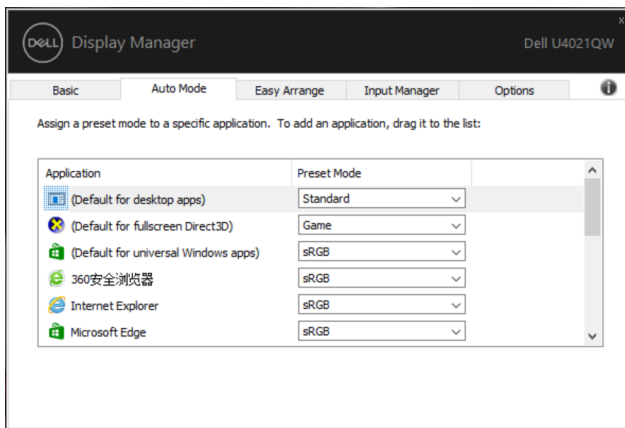 x
DELL Display Manager Dell U4021QW
Basic Auto Mode Easy Arrange Input Manager Options i
Assign a preset mode to a specific application. To add an application, drag it to the list:
Application Preset Mode
(Default for desktop apps) Standard
(Default for fullscreen Direct3D) Game
(Default for universal Windows apps) sRGB
360安全浏览器 sRGB
Internet Explorer sRGB
Microsoft Edge sRGB